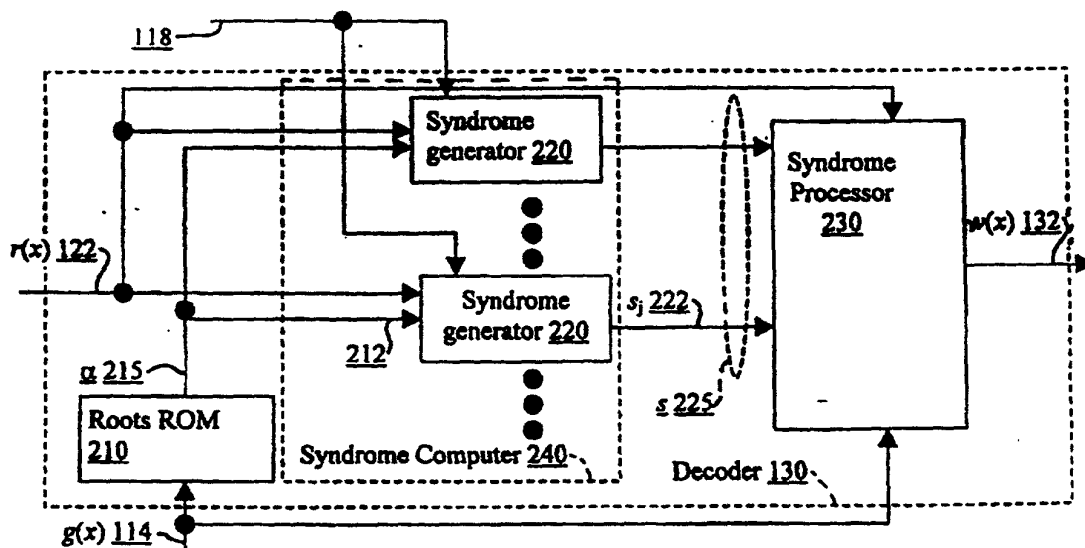 118
Syndrome
generator 220
Syndrome
Processor
230
r(x) 122
w(x) 132
Syndrome
generator 220
sj 222
212
α 215
s 225
Roots ROM
210
Syndrome Computer 240
Decoder 130
g(x) 114